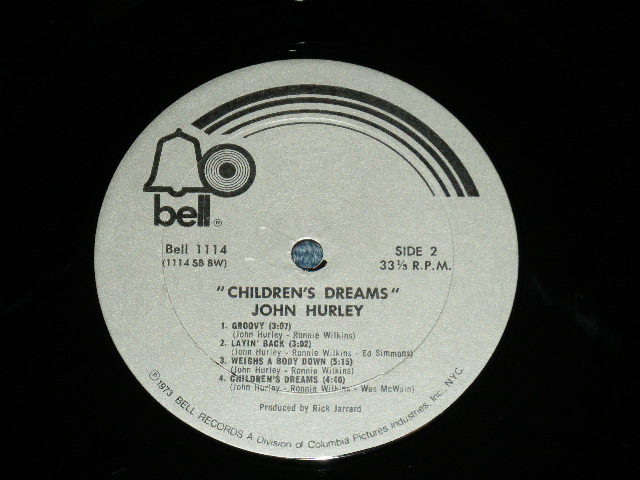 bell®
Bell 1114
(1114 SB BW)
SIDE 2
33⅓ R.P.M.
"CHILDREN'S DREAMS"
JOHN HURLEY
1. GROOVY (3:07)
(John Hurley - Ronnie Wilkins)
2. LAYIN' BACK (3:02)
(John Hurley - Ronnie Wilkins - Ed Simmons)
3. WEIGHS A BODY DOWN (5:15)
(John Hurley - Ronnie Wilkins)
4. CHILDREN'S DREAMS (4:40)
(John Hurley - Ronnie Wilkins - Wes McWain)
Produced by Rick Jarrard
℗1973 BELL RECORDS A Division of Columbia Pictures Industries, Inc. NYC